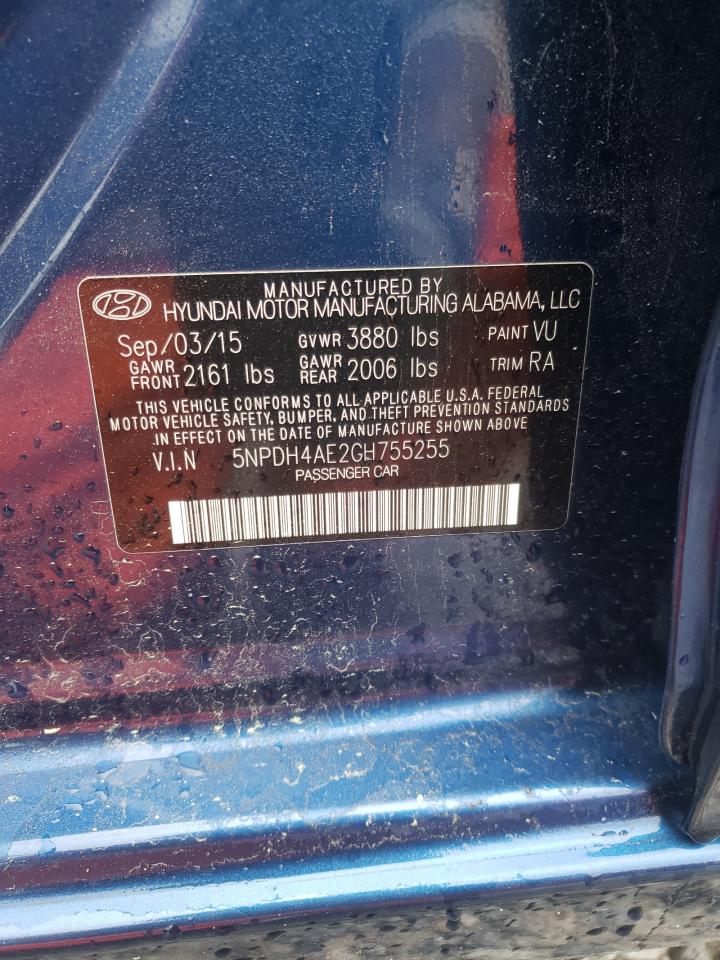 MANUFACTURED BY
HYUNDAI MOTOR MANUFACTURING ALABAMA, LLC
Sep/03/15 GVWR 3880 lbs PAINT VU
GAWR FRONT 2161 lbs GAWR REAR 2006 lbs TRIM RA
THIS VEHICLE CONFORMS TO ALL APPLICABLE U.S.A. FEDERAL
MOTOR VEHICLE SAFETY, BUMPER, AND THEFT PREVENTION STANDARDS
IN EFFECT ON THE DATE OF MANUFACTURE SHOWN ABOVE
V.I.N 5NPDH4AE2GH755255
PASSENGER CAR